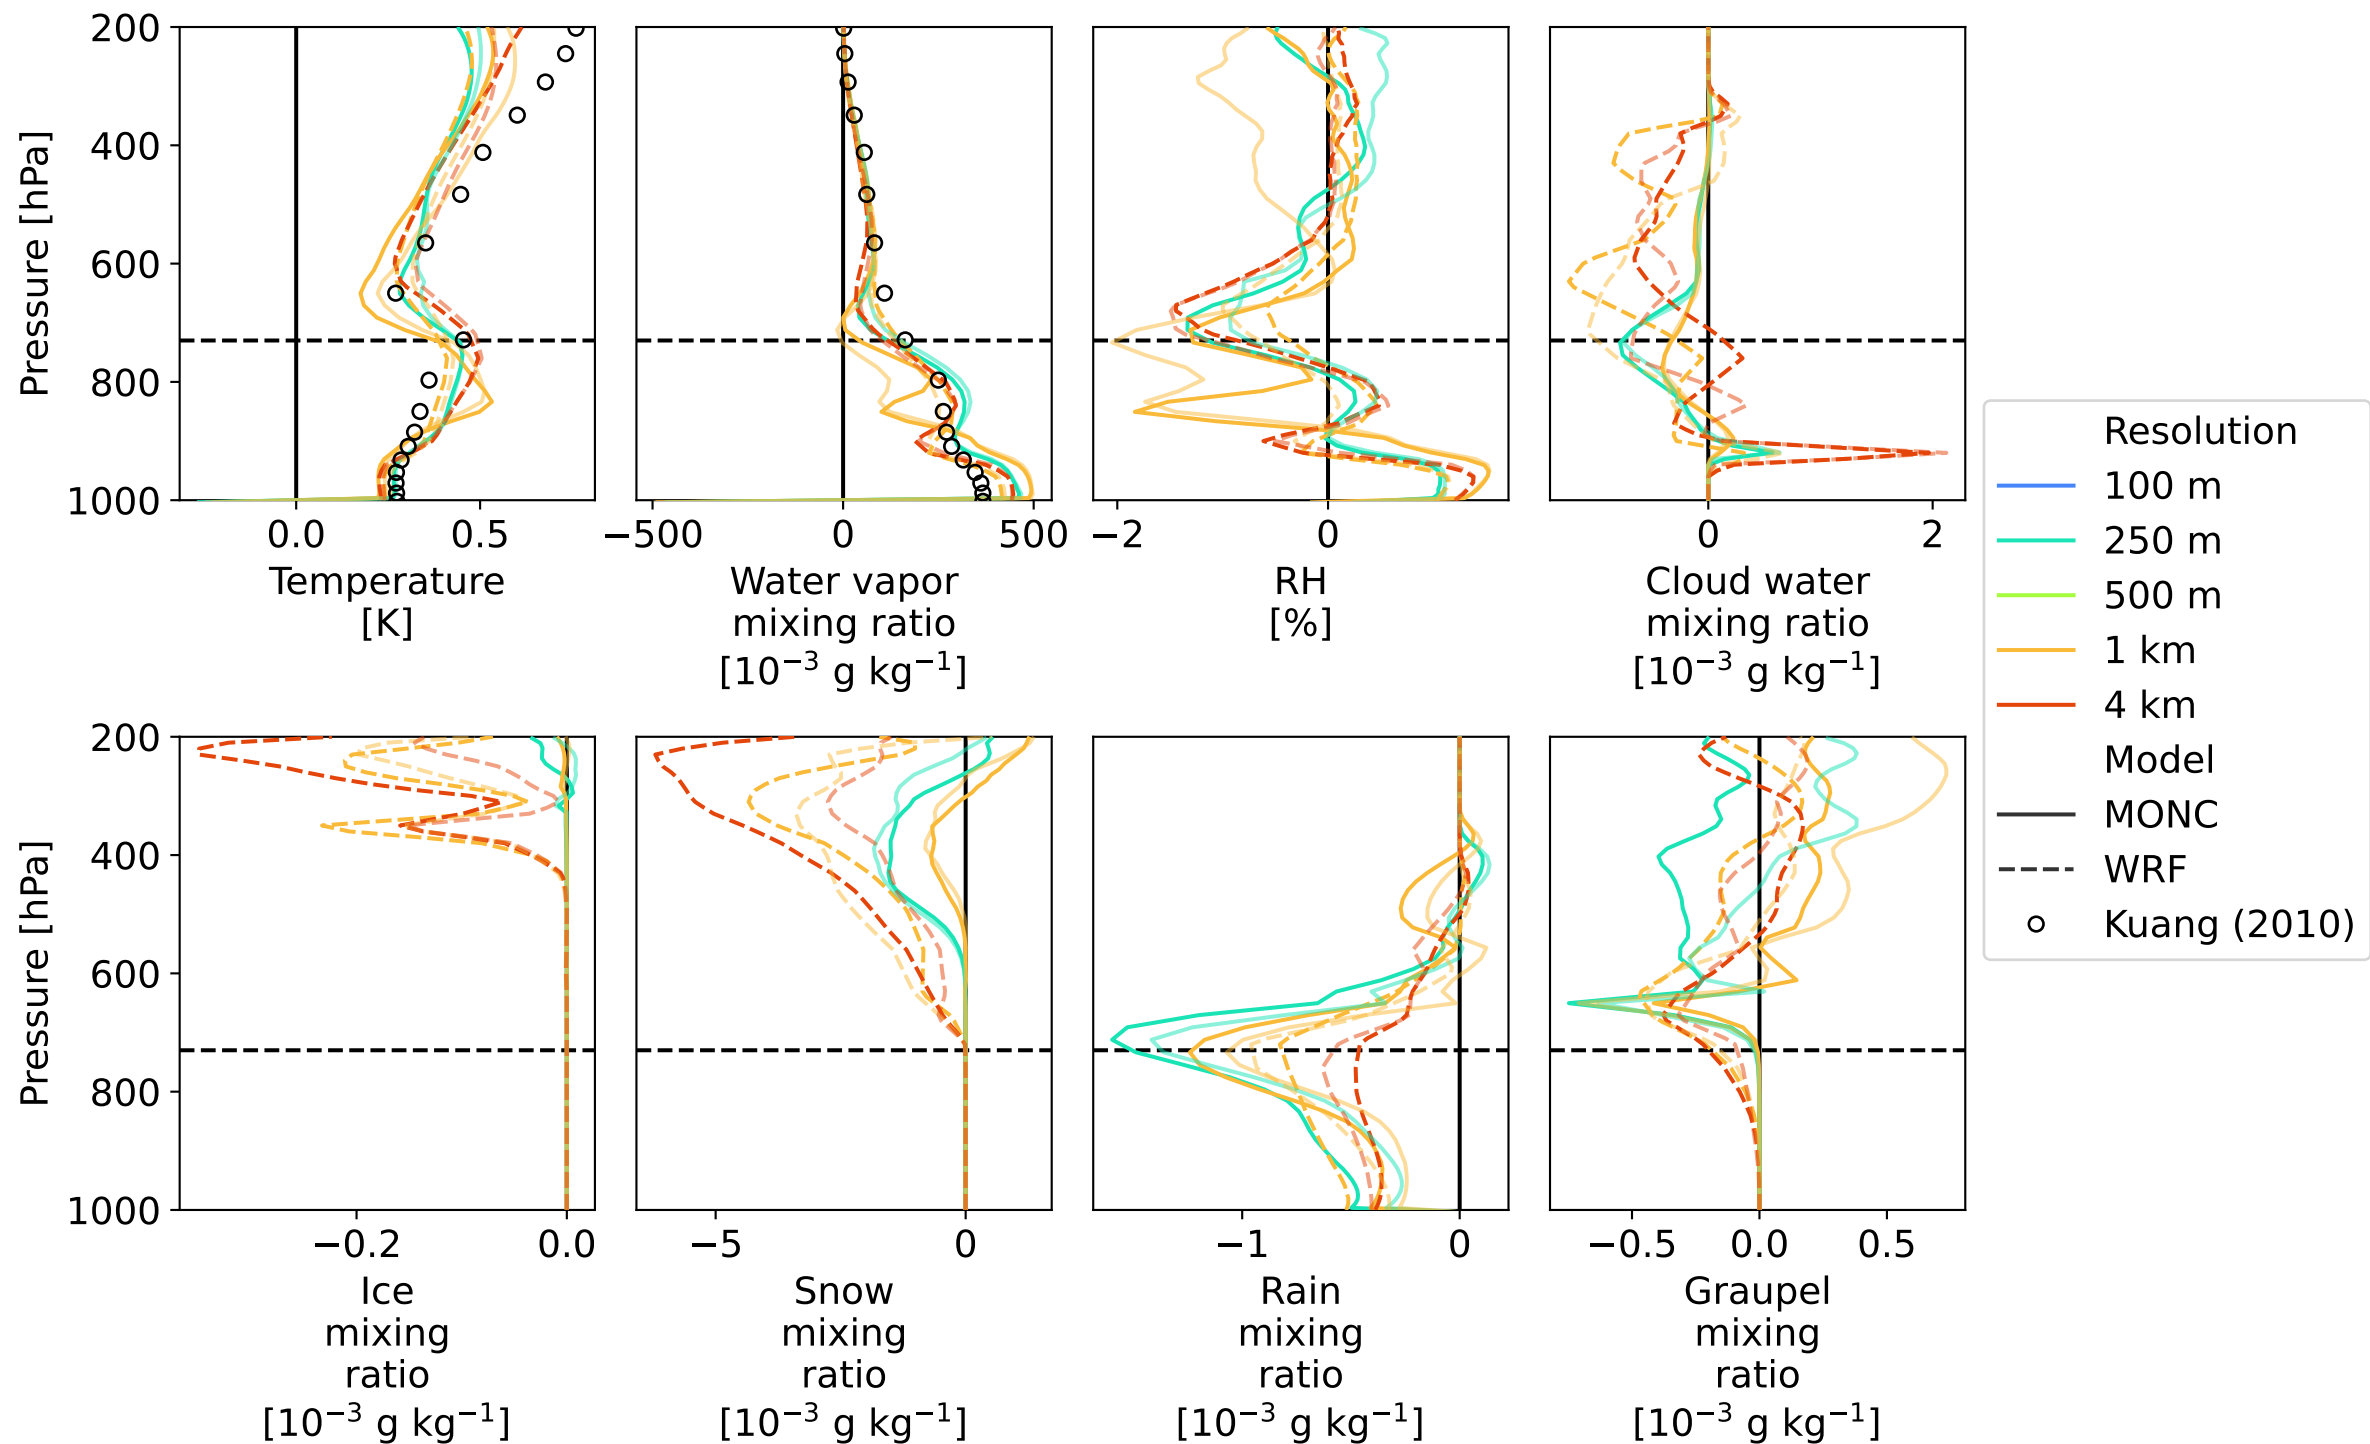 Pressure [hPa]
200
400
600
800
1000
0.0 0.5
Temperature
[K]
−500 0 500
Water vapor
mixing ratio
[10⁻³ g kg⁻¹]
−2 0
RH
[%]
0 2
Cloud water
mixing ratio
[10⁻³ g kg⁻¹]
Resolution
100 m
250 m
500 m
1 km
4 km
Model
MONC
WRF
Kuang (2010)
Pressure [hPa]
200
400
600
800
1000
−0.2 0.0
Ice
mixing
ratio
[10⁻³ g kg⁻¹]
−5 0
Snow
mixing
ratio
[10⁻³ g kg⁻¹]
−1 0
Rain
mixing
ratio
[10⁻³ g kg⁻¹]
−0.5 0.0 0.5
Graupel
mixing
ratio
[10⁻³ g kg⁻¹]